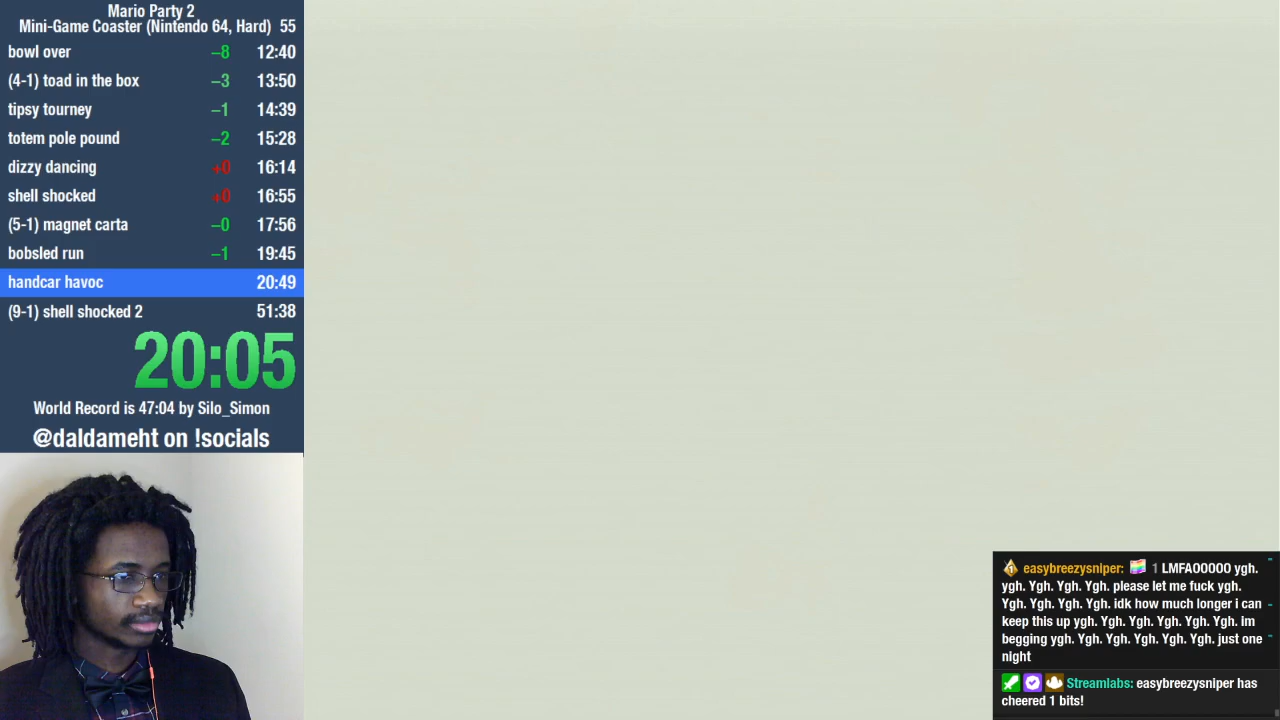 Mario Party 2
Mini-Game Coaster (Nintendo 64, Hard) 55
bowl over –8 12:40
(4-1) toad in the box –3 13:50
tipsy tourney –1 14:39
totem pole pound –2 15:28
dizzy dancing +0 16:14
shell shocked +0 16:55
(5-1) magnet carta –0 17:56
bobsled run –1 19:45
handcar havoc 20:49
(9-1) shell shocked 2 51:38
20:05
World Record is 47:04 by Silo_Simon
@daldameht on !socials
easybreezysniper: 1 LMFAOOOOO ygh.
ygh. Ygh. Ygh. Ygh. please let me fuck ygh.
Ygh. Ygh. Ygh. Ygh. idk how much longer i can
keep this up ygh. Ygh. Ygh. Ygh. Ygh. Ygh. im
begging ygh. Ygh. Ygh. Ygh. Ygh. Ygh. just one
night
Streamlabs: easybreezysniper has
cheered 1 bits!